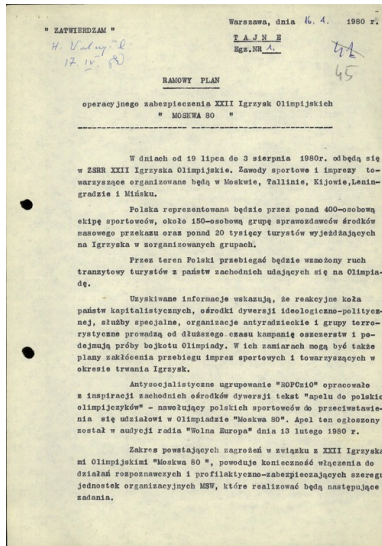 Warszawa, dnia 16.4. 1980 r.
" ZATWIERDZAM "
T A J N E
Egz.NR 1.
17. IV. 80
45
RAMOWY PLAN
operacyjnego zabezpieczenia XXII Igrzysk Olimpijskich
" MOSKWA 80 "
W dniach od 19 lipca do 3 sierpnia 1980r. odbędą się
w ZSRR XXII Igrzyska Olimpijskie. Zawody sportowe i imprezy to-
warzyszące organizowane będą w Moskwie, Tallinie, Kijowie,Lenin-
gradzie i Mińsku.
Polska reprezentowana będzie przez ponad 400-osobową
ekipę sportowców, około 150-osobową grupę sprawozdawców środków
masowego przekazu oraz ponad 20 tysięcy turystów wyjeżdżających
na Igrzyska w zorganizowanych grupach.
Przez teren Polski przebiegać będzie wzmożony ruch
tranzytowy turystów z państw zachodnich udających się na Olimpia-
dę.
Uzyskiwane informacje wskazują, że reakcyjne koła
państw kapitalistycznych, ośrodki dywersji ideologiczno-politycz-
nej, służby specjalne, organizacje antyradzieckie i grupy terro-
rystyczne prowadzą od dłuższego czasu kampanię oszczerstw i po-
dejmują próby bojkotu Olimpiady. W ich zamiarach mogą być także
plany zakłócenia przebiegu imprez sportowych i towarzyszących w
okresie trwania Igrzysk.
Antysocjalistyczne ugrupowanie "ROPCziO" opracowało
z inspiracji zachodnich ośrodków dywersji tekst "apelu do polskich
olimpijczyków" - nawołujący polskich sportowców do przeciwstawie-
nia się udziałowi w Olimpiadzie "Moskwa 80". Apel ten ogłoszony
został w audycji radia "Wolna Europa" dnia 13 lutego 1980 r.
Zakres powstających zagrożeń w związku z XXII Igrzyska-
mi Olimpijskimi "Moskwa 80 ", powoduje konieczność włączenia do
działań rozpoznawczych i profilaktyczno-zabezpieczających szeregu
jednostek organizacyjnych MSW, które realizować będą następujące
zadania.